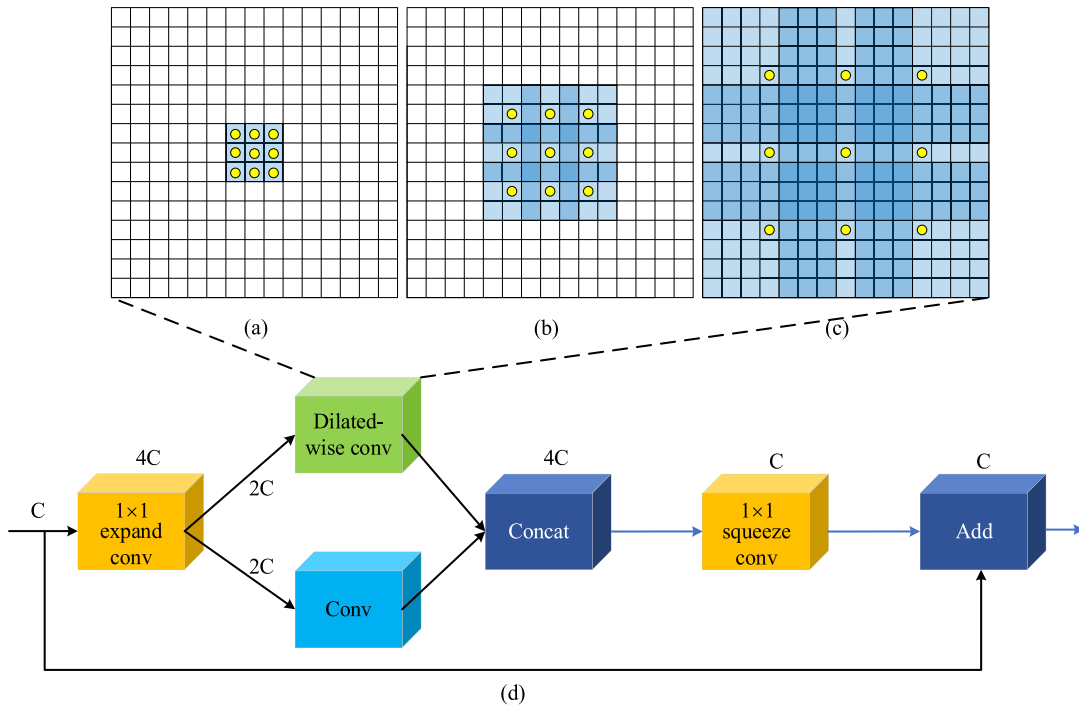 (a)
(b)
(c)
Dilated-
wise conv
4C
4C
C
C
C
2C
1×1
expand
conv
Concat
1×1
squeeze
conv
Add
2C
Conv
(d)